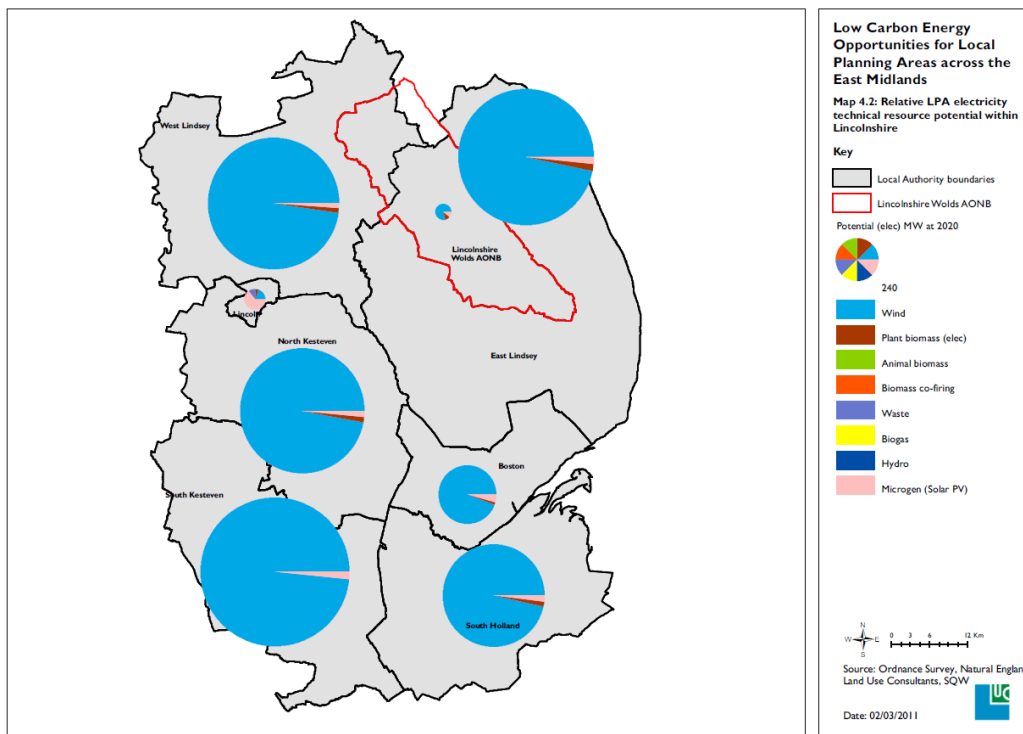 Low Carbon Energy
Opportunities for Local
Planning Areas across the
East Midlands
Map 4.2: Relative LPA electricity
technical resource potential within
Lincolnshire
Key
Local Authority boundaries
Lincolnshire Wolds AONB
Potential (elec) MW at 2020
240
Wind
Plant biomass (elec)
Animal biomass
Biomass co-firing
Waste
Biogas
Hydro
Microgen (Solar PV)
West Lindsey
Lincolnshire
Wolds AONB
Lincoln
North Kesteven
East Lindsey
Boston
South Kesteven
South Holland
N
W E
S
0 3 6 12 Km
Source: Ordnance Survey, Natural England
Land Use Consultants, SQW
Date: 02/03/2011
LUC